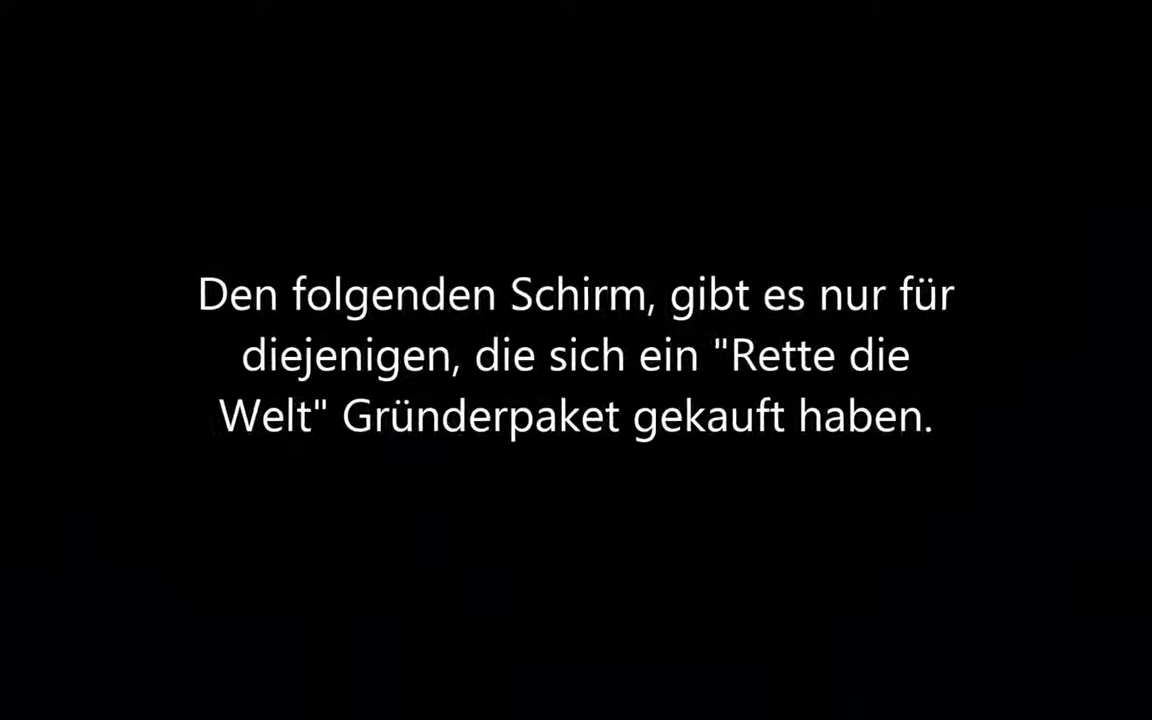 Den folgenden Schirm, gibt es nur für
diejenigen, die sich ein "Rette die
Welt" Gründerpaket gekauft haben.